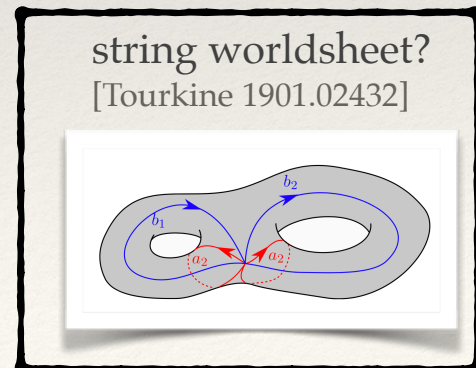 string worldsheet?
[Tourkine 1901.02432]
b₂
b₁
a₂ a₂